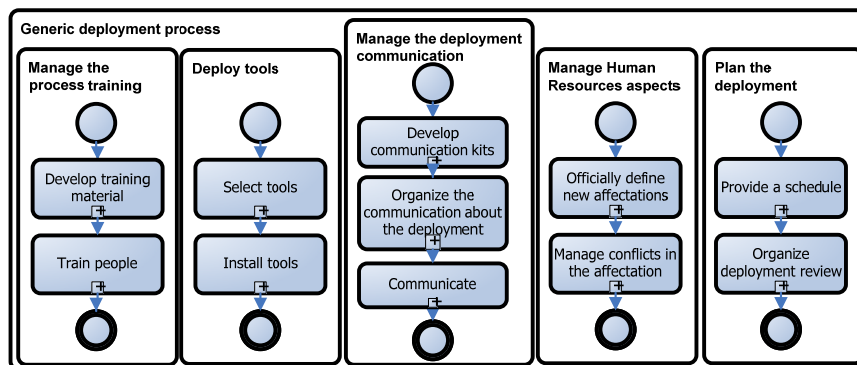 Generic deployment process
Manage the
process training
Develop training
material
Train people
Deploy tools
Select tools
Install tools
Manage the deployment
communication
Develop
communication kits
Organize the
communication about
the deployment
Communicate
Manage Human
Resources aspects
Officially define
new affectations
Manage conflicts in
the affectation
Plan the
deployment
Provide a schedule
Organize
deployment review